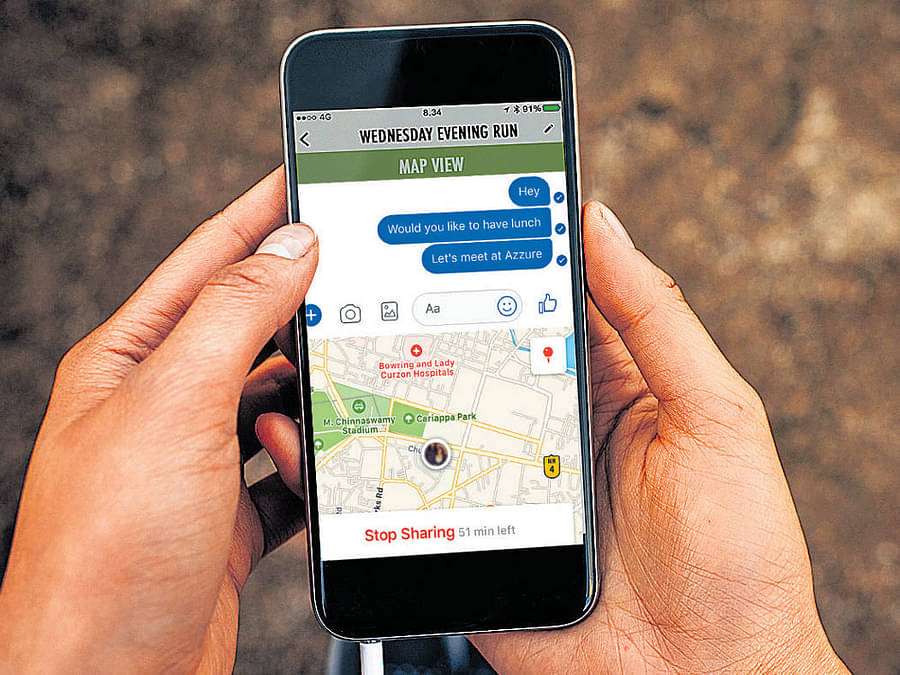 4G 8.34 91%
WEDNESDAY EVENING RUN
MAP VIEW
Hey
Would you like to have lunch
Let's meet at Azzure
Aa
Bowring and Lady
Curzon Hospitals
M. Chinnaswamy
Stadium
Cariappa Park
NH
4
Stop Sharing 51 min left